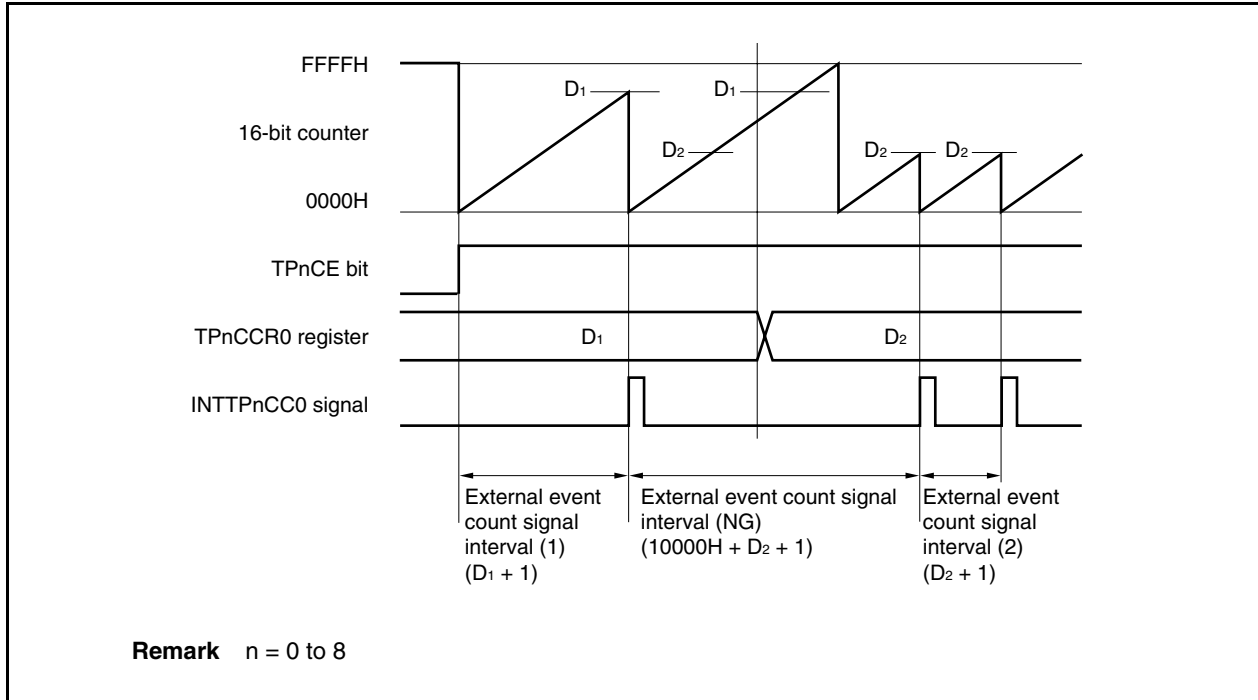 FFFFH
D₁
D₁
16-bit counter
D₂
D₂
D₂
0000H
TPnCE bit
TPnCCR0 register
D₁
D₂
INTTPnCC0 signal
External event
count signal
interval (1)
(D₁ + 1)
External event count signal
interval (NG)
(10000H + D₂ + 1)
External event
count signal
interval (2)
(D₂ + 1)
Remark n = 0 to 8